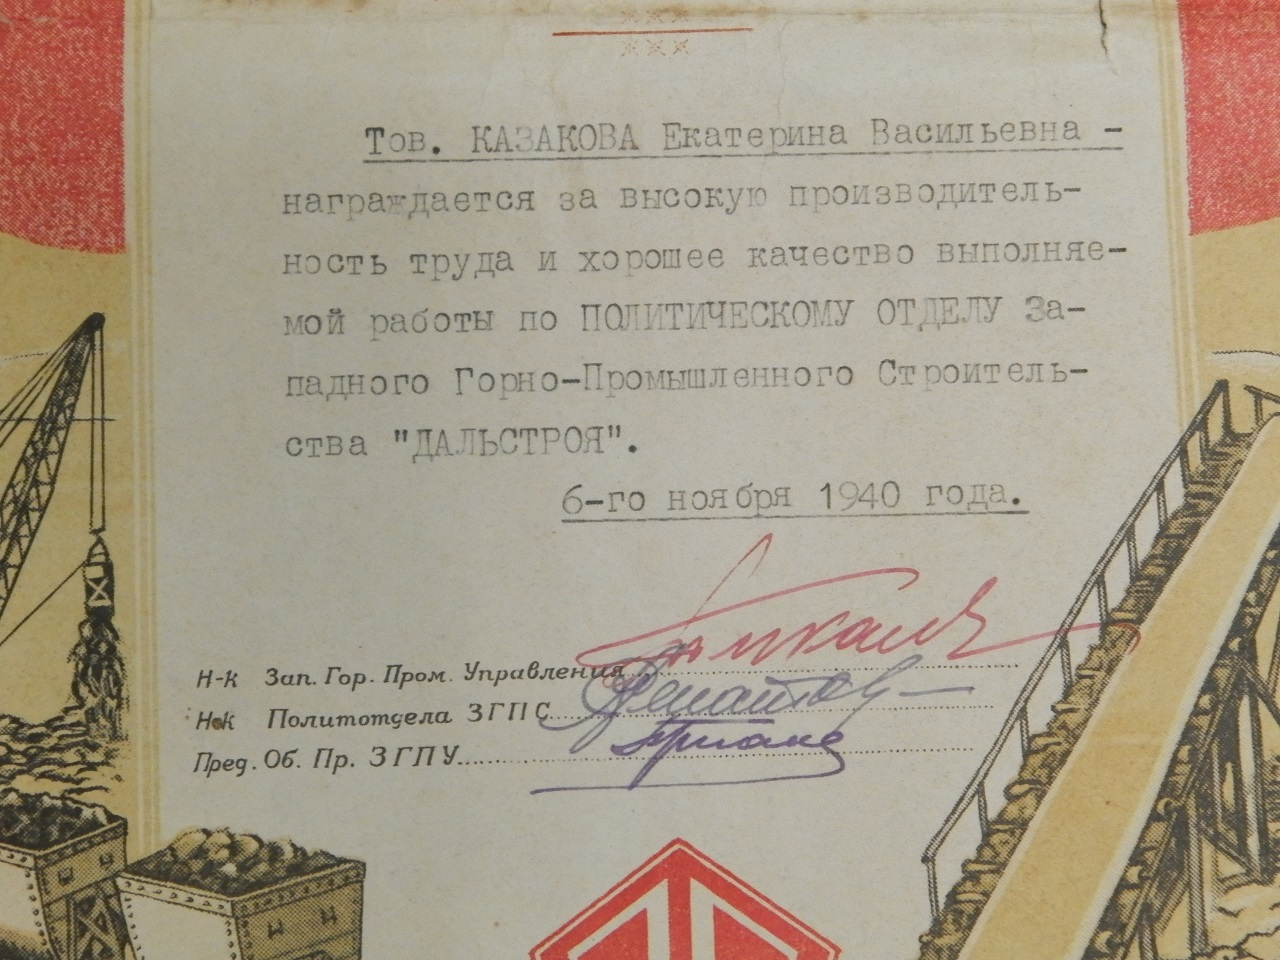 Тов. КАЗАКОВА Екатерина Васильевна -
награждается за высокую производитель-
ность труда и хорошее качество выполняе-
мой работы по ПОЛИТИЧЕСКОМУ ОТДЕЛУ За-
падного Горно-Промышленного Строитель-
ства "ДАЛЬСТРОЯ".
6-го ноября 1940 года.
Н-к Зап. Гор. Пром. Управления
Н-к Политотдела ЗГПС
Пред. Об. Пр. ЗГПУ